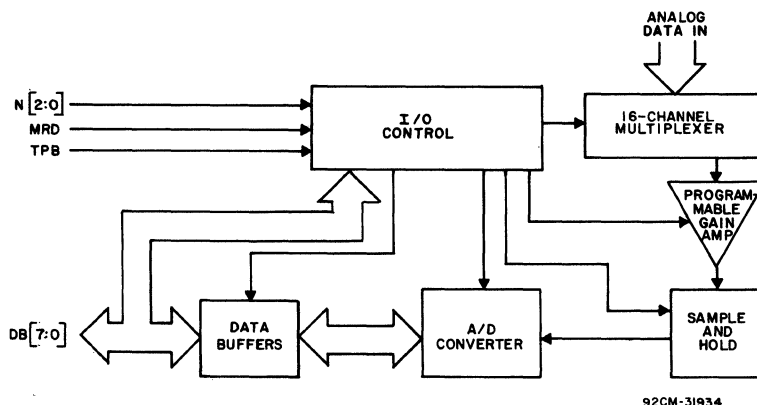 ANALOG
DATA IN
N [2:0]
MRD
TPB
I/O
CONTROL
16-CHANNEL
MULTIPLEXER
PROGRAM-
MABLE
GAIN
AMP
DB [7:0]
DATA
BUFFERS
A/D
CONVERTER
SAMPLE
AND
HOLD
92CM-31934